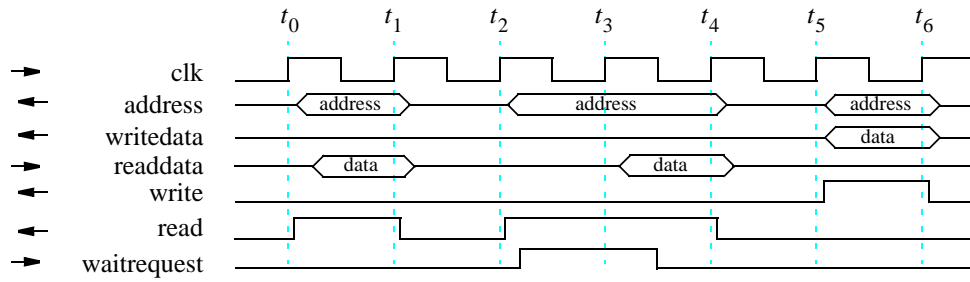 t0 t1 t2 t3 t4 t5 t6
clk
address address address address
writedata data
readdata data data
write
read
waitrequest